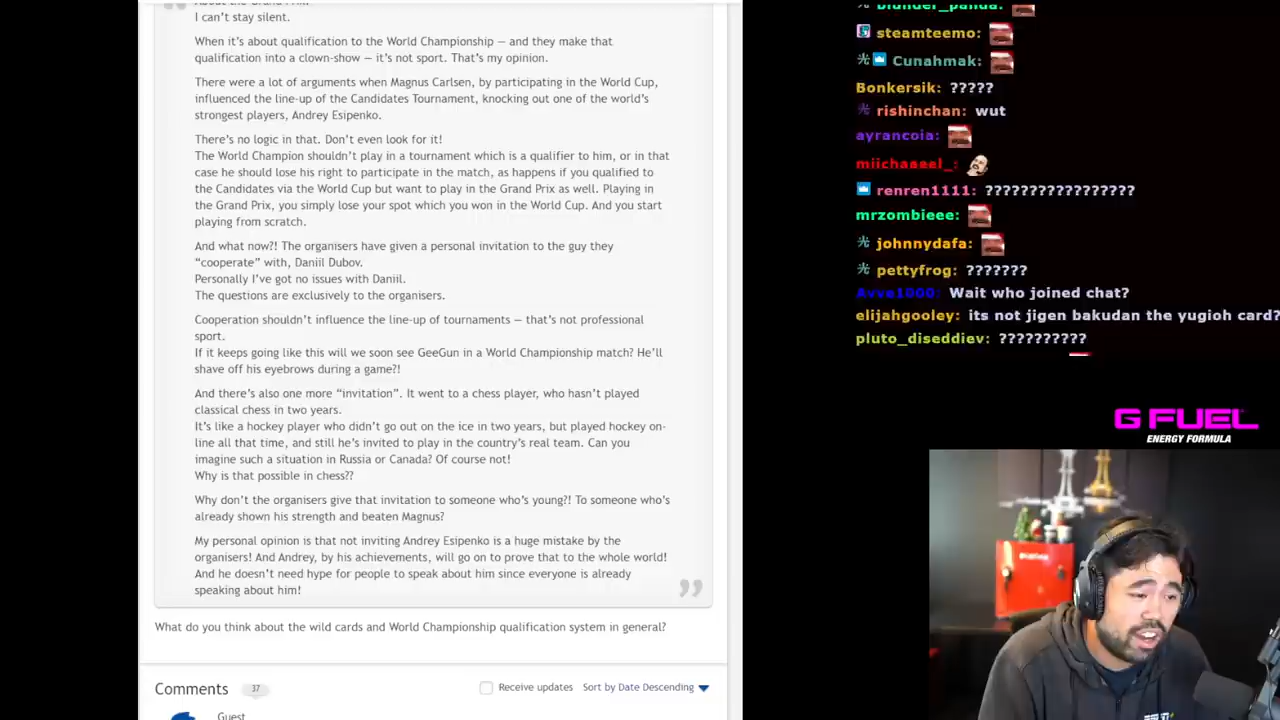 I can't stay silent.
When it's about qualification to the World Championship — and they make that
qualification into a clown-show — it's not sport. That's my opinion.
There were a lot of arguments when Magnus Carlsen, by participating in the World Cup,
influenced the line-up of the Candidates Tournament, knocking out one of the world's
strongest players, Andrey Esipenko.
There's no logic in that. Don't even look for it!
The World Champion shouldn't play in a tournament which is a qualifier to him, or in that
case he should lose his right to participate in the match, as happens if you qualified to
the Candidates via the World Cup but want to play in the Grand Prix as well. Playing in
the Grand Prix, you simply lose your spot which you won in the World Cup. And you start
playing from scratch.
And what now?! The organisers have given a personal invitation to the guy they
"cooperate" with, Daniil Dubov.
Personally I've got no issues with Daniil.
The questions are exclusively to the organisers.
Cooperation shouldn't influence the line-up of tournaments — that's not professional
sport.
If it keeps going like this will we soon see GeeGun in a World Championship match? He'll
shave off his eyebrows during a game?!
And there's also one more "invitation". It went to a chess player, who hasn't played
classical chess in two years.
It's like a hockey player who didn't go out on the ice in two years, but played hockey on-
line all that time, and still he's invited to play in the country's real team. Can you
imagine such a situation in Russia or Canada? Of course not!
Why is that possible in chess??
Why don't the organisers give that invitation to someone who's young?! To someone who's
already shown his strength and beaten Magnus?
My personal opinion is that not inviting Andrey Esipenko is a huge mistake by the
organisers! And Andrey, by his achievements, will go on to prove that to the whole world!
And he doesn't need hype for people to speak about him since everyone is already
speaking about him!
What do you think about the wild cards and World Championship qualification system in general?
Comments 37
Receive updates Sort by Date Descending
Guest
blunder_panda:
steamteemo:
Cunahmak:
Bonkersik: ?????
rishinchan: wut
ayrancoia:
miichaneel_:
renren1111: ????????????????
mrzombieee:
johnnydafa:
pettyfrog: ???????
Avve1000: Wait who joined chat?
elijahgooley: its not jigen bakudan the yugioh card?
pluto_diseddiev: ??????????
G FUEL
ENERGY FORMULA